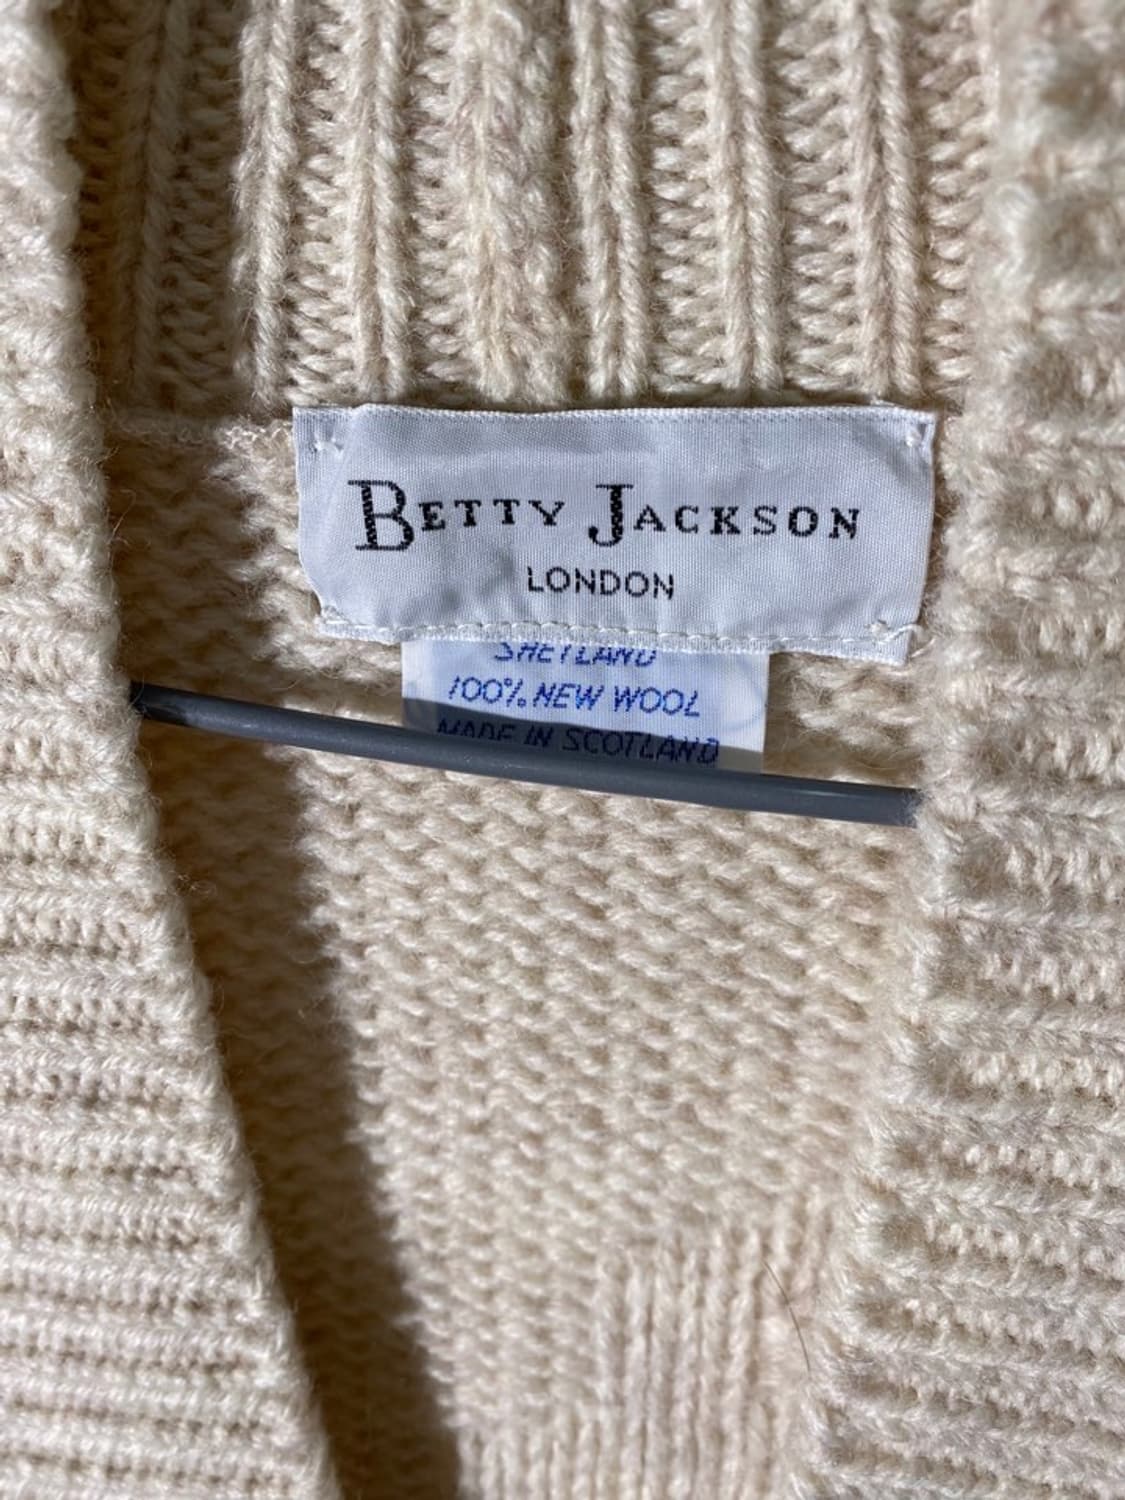 BETTY JACKSON
LONDON
SHETLAND
100% NEW WOOL
MADE IN SCOTLAND